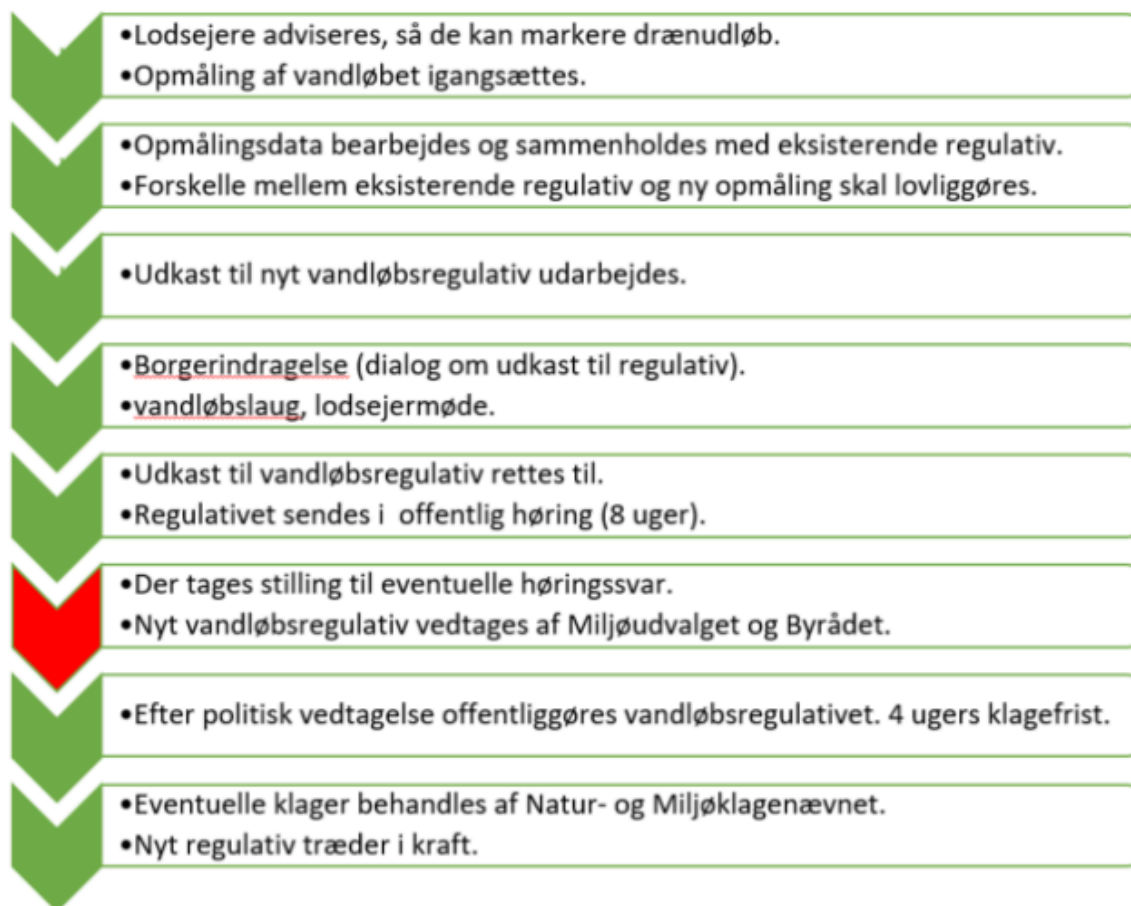 •Lodsejere adviseres, så de kan markere drænudløb.
•Opmåling af vandløbet igangsættes.
•Opmålingsdata bearbejdes og sammenholdes med eksisterende regulativ.
•Forskelle mellem eksisterende regulativ og ny opmåling skal lovliggøres.
•Udkast til nyt vandløbsregulativ udarbejdes.
•Borgerindragelse (dialog om udkast til regulativ).
•vandløbslaug, lodsejermøde.
•Udkast til vandløbsregulativ rettes til.
•Regulativet sendes i  offentlig høring (8 uger).
•Der tages stilling til eventuelle høringssvar.
•Nyt vandløbsregulativ vedtages af Miljøudvalget og Byrådet.
•Efter politisk vedtagelse offentliggøres vandløbsregulativet. 4 ugers klagefrist.
•Eventuelle klager behandles af Natur- og Miljøklagenævnet.
•Nyt regulativ træder i kraft.